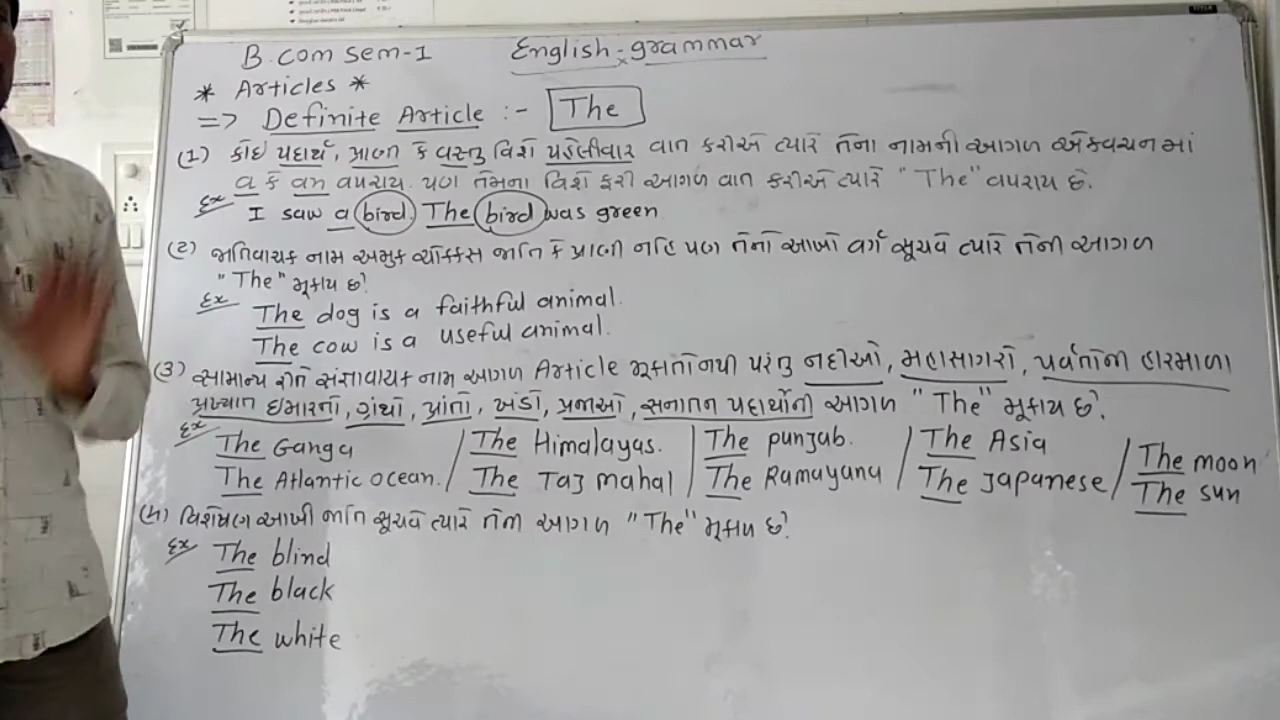 B.com sem-1 English grammar
* Articles *
=> Definite Article :- The
(1) કોઇ પદાર્થ, પ્રાણી કે વસ્તુ વિશે પહેલીવાર વાત કરીએ ત્યારે તેના નામની આગળ એકવચનમાં
a કે an વપરાય. પણ તેમના વિશે ફરી આગળ વાત કરીએ ત્યારે "The" વપરાય છે.
Ex
I saw a bird. The bird was green
(૨) જાતિવાચક નામ અમુક ચોક્કસ જાતિ કે પ્રાણી નહિ પણ તેનો આખો વર્ગ સૂચવે ત્યારે તેની આગળ
"The" મૂકાય છે.
Ex
The dog is a faithful animal.
The cow is a useful animal.
(૩) સામાન્ય રીતે સંજ્ઞાવાચક નામ આગળ Article મૂકાતો નથી પરંતુ નદીઓ, મહાસાગરો, પર્વતોની હારમાળા
પ્રખ્યાત ઇમારતો, ગ્રંથો, પ્રાંતો, ખંડો, પ્રજાઓ, સનાતન પદાર્થોની આગળ "The" મૂકાય છે.
Ex
The Ganga / The Himalayas. / The punjab. / The Asia / The moon
The Atlantic ocean. / The Taj mahal / The Ramayana / The Japanese / The sun
(૪) વિશેષણ આખી જાતિ સૂચવે ત્યારે તેની આગળ "The" મૂકાય છે.
Ex
The blind
The black
The white